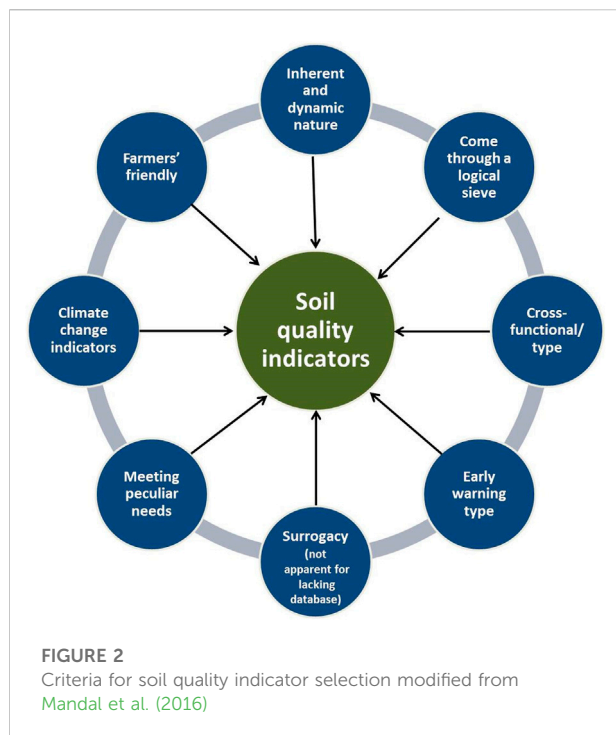 Inherent
and
dynamic
nature
Come
through a
logical
sieve
Cross-
functional/
type
Early
warning
type
Surrogacy
(not
apparent for
lacking
database)
Meeting
peculiar
needs
Climate
change
indicators
Farmers'
friendly
Soil
quality
indicators
FIGURE 2
Criteria for soil quality indicator selection modified from
Mandal et al. (2016)